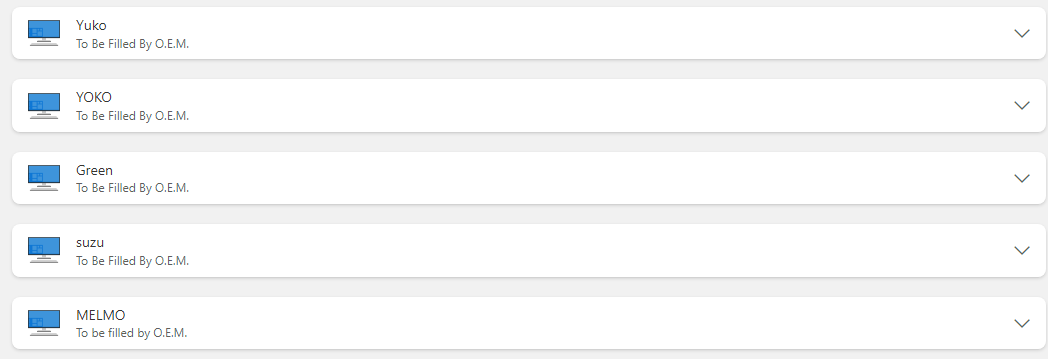 Yuko
To Be Filled By O.E.M.
YOKO
To Be Filled By O.E.M.
Green
To Be Filled By O.E.M.
suzu
To Be Filled By O.E.M.
MELMO
To be filled by O.E.M.